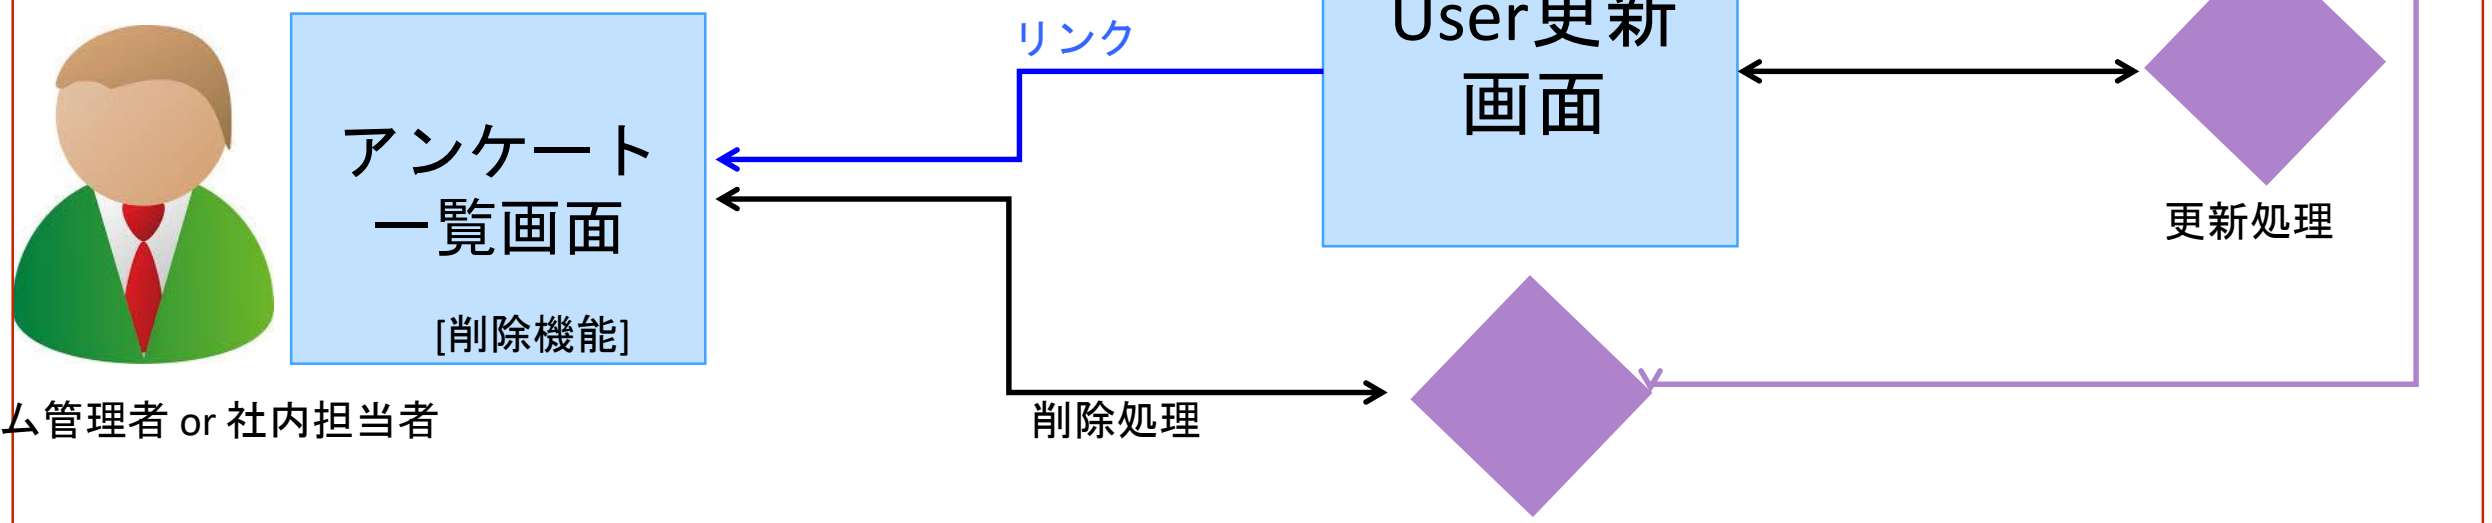 リンク
User更新
画面
アンケート
一覧画面
[削除機能]
更新処理
ム管理者 or 社内担当者
削除処理